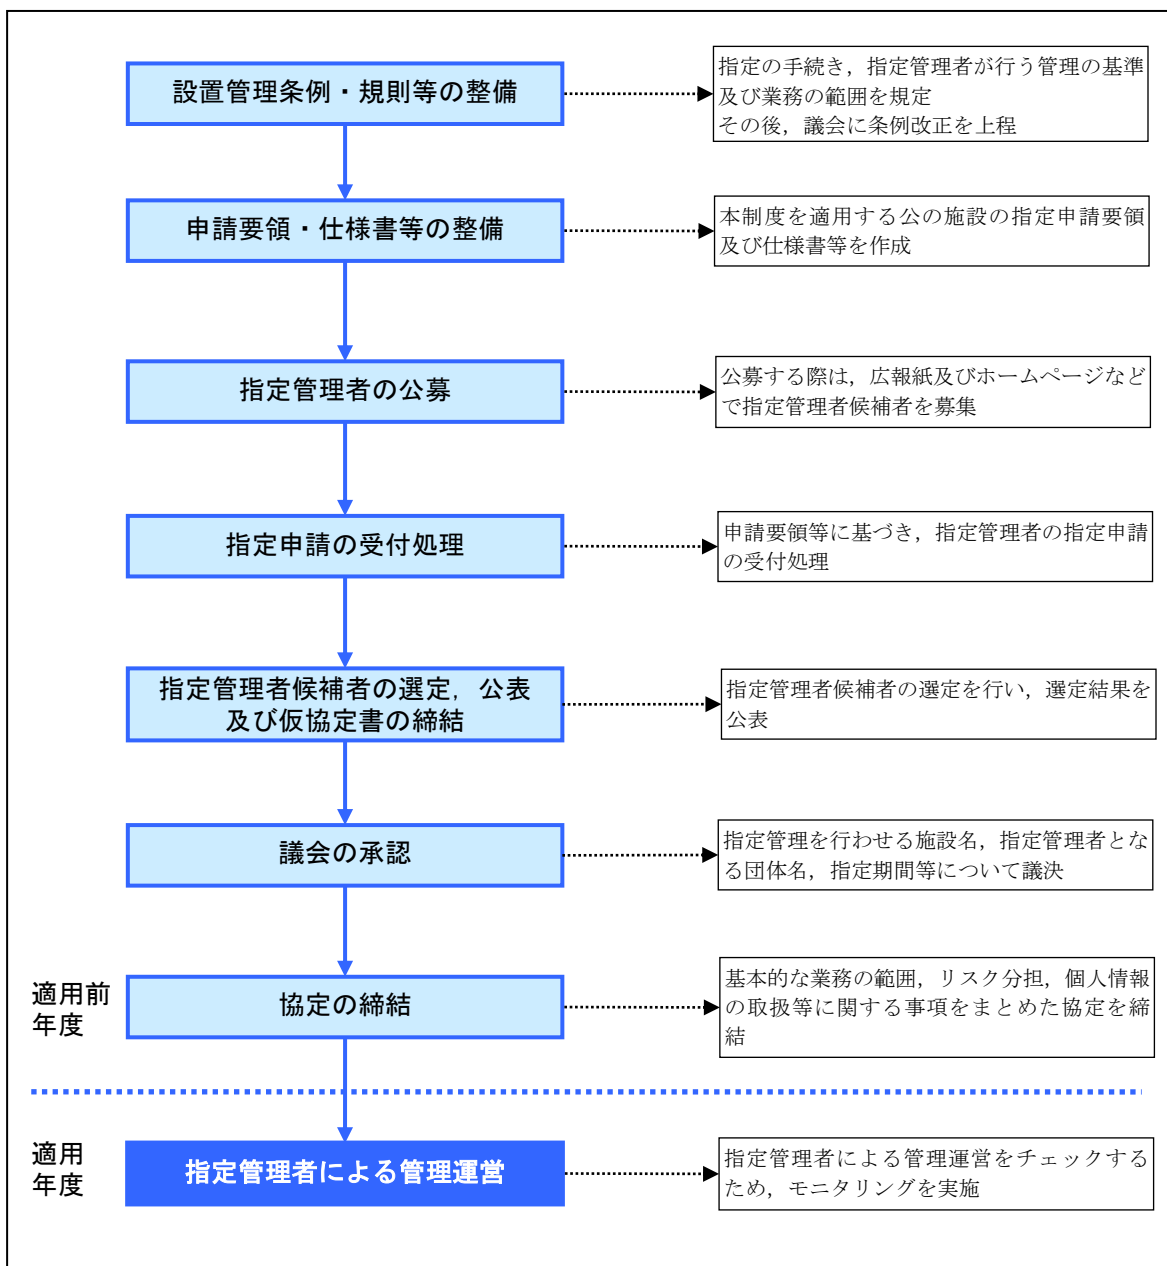 設置管理条例・規則等の整備
指定の手続き，指定管理者が行う管理の基準
及び業務の範囲を規定
その後，議会に条例改正を上程
申請要領・仕様書等の整備
本制度を適用する公の施設の指定申請要領
及び仕様書等を作成
指定管理者の公募
公募する際は，広報紙及びホームページなど
で指定管理者候補者を募集
指定申請の受付処理
申請要領等に基づき，指定管理者の指定申請
の受付処理
指定管理者候補者の選定，公表
及び仮協定書の締結
指定管理者候補者の選定を行い，選定結果を
公表
議会の承認
指定管理を行わせる施設名，指定管理者とな
る団体名，指定期間等について議決
適用前
年度
協定の締結
基本的な業務の範囲，リスク分担，個人情報
の取扱等に関する事項をまとめた協定を締
結
適用
年度
指定管理者による管理運営
指定管理者による管理運営をチェックする
ため，モニタリングを実施